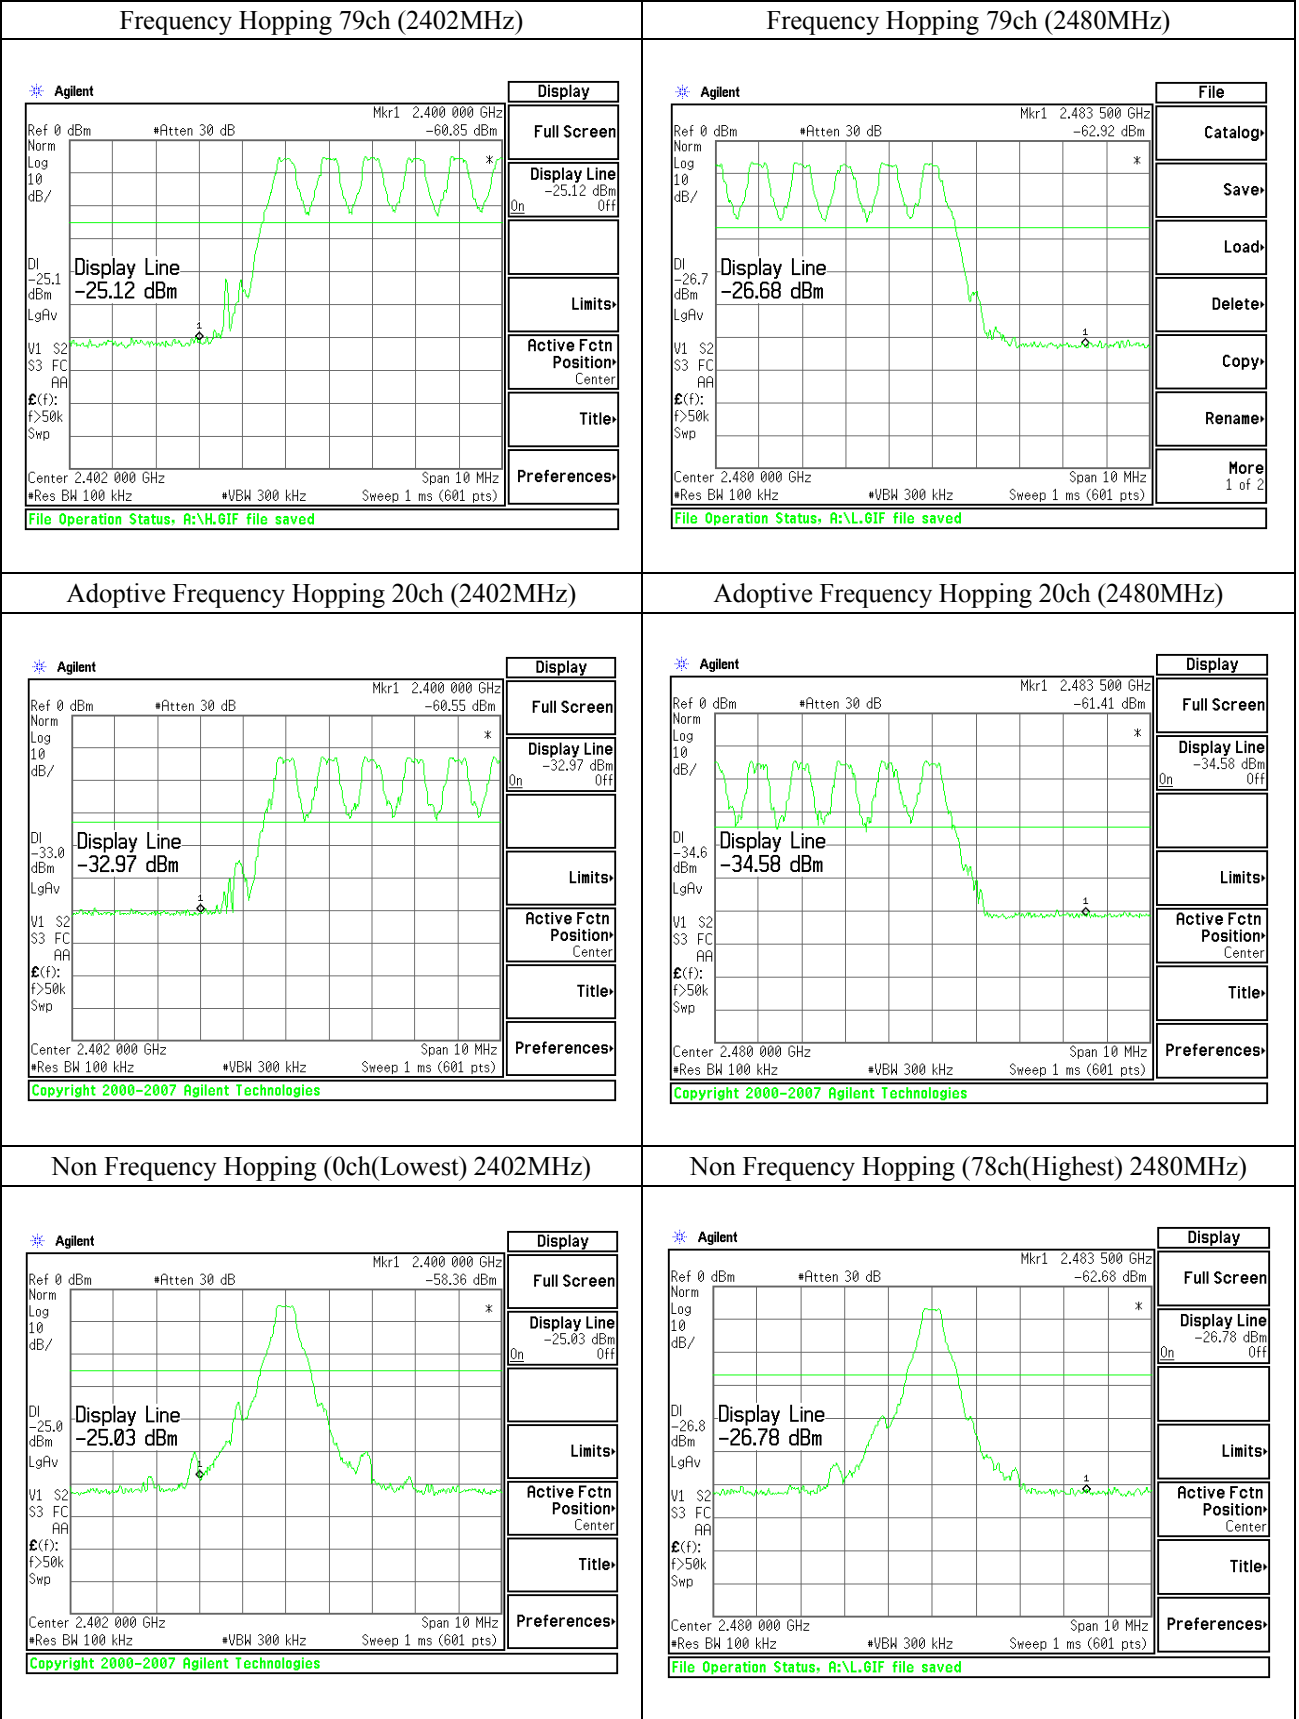 Frequency Hopping 79ch (2402MHz)
Frequency Hopping 79ch (2480MHz)
Agilent
Display
Mkr1 2.400 000 GHz
Ref 0 dBm #Atten 30 dB -60.85 dBm
Norm
Log
10
dB/
*
DI
-25.1
dBm
LgAv
V1 S2
S3 FC
AA
£(f):
f>50k
Swp
Display Line
-25.12 dBm
1
Center 2.402 000 GHz Span 10 MHz
#Res BW 100 kHz #VBW 300 kHz Sweep 1 ms (601 pts)
File Operation Status, A:\H.GIF file saved
Full Screen
Display Line
-25.12 dBm
On Off
Limits
Active Fctn
Position
Center
Title
Preferences
Agilent
File
Mkr1 2.483 500 GHz
Ref 0 dBm #Atten 30 dB -62.92 dBm
Norm
Log
10
dB/
*
DI
-26.7
dBm
LgAv
V1 S2
S3 FC
AA
£(f):
f>50k
Swp
Display Line
-26.68 dBm
1
Center 2.480 000 GHz Span 10 MHz
#Res BW 100 kHz #VBW 300 kHz Sweep 1 ms (601 pts)
File Operation Status, A:\L.GIF file saved
Catalog
Save
Load
Delete
Copy
Rename
More
1 of 2
Adoptive Frequency Hopping 20ch (2402MHz)
Adoptive Frequency Hopping 20ch (2480MHz)
Agilent
Display
Mkr1 2.400 000 GHz
Ref 0 dBm #Atten 30 dB -60.55 dBm
Norm
Log
10
dB/
*
DI
-33.0
dBm
LgAv
V1 S2
S3 FC
AA
£(f):
f>50k
Swp
Display Line
-32.97 dBm
1
Center 2.402 000 GHz Span 10 MHz
#Res BW 100 kHz #VBW 300 kHz Sweep 1 ms (601 pts)
Copyright 2000-2007 Agilent Technologies
Full Screen
Display Line
-32.97 dBm
On Off
Limits
Active Fctn
Position
Center
Title
Preferences
Agilent
Display
Mkr1 2.483 500 GHz
Ref 0 dBm #Atten 30 dB -61.41 dBm
Norm
Log
10
dB/
*
DI
-34.6
dBm
LgAv
V1 S2
S3 FC
AA
£(f):
f>50k
Swp
Display Line
-34.58 dBm
1
Center 2.480 000 GHz Span 10 MHz
#Res BW 100 kHz #VBW 300 kHz Sweep 1 ms (601 pts)
Copyright 2000-2007 Agilent Technologies
Full Screen
Display Line
-34.58 dBm
On Off
Limits
Active Fctn
Position
Center
Title
Preferences
Non Frequency Hopping (0ch(Lowest) 2402MHz)
Non Frequency Hopping (78ch(Highest) 2480MHz)
Agilent
Display
Mkr1 2.400 000 GHz
Ref 0 dBm #Atten 30 dB -58.36 dBm
Norm
Log
10
dB/
*
DI
-25.0
dBm
LgAv
V1 S2
S3 FC
AA
£(f):
f>50k
Swp
Display Line
-25.03 dBm
1
Center 2.402 000 GHz Span 10 MHz
#Res BW 100 kHz #VBW 300 kHz Sweep 1 ms (601 pts)
Copyright 2000-2007 Agilent Technologies
Full Screen
Display Line
-25.03 dBm
On Off
Limits
Active Fctn
Position
Center
Title
Preferences
Agilent
Display
Mkr1 2.483 500 GHz
Ref 0 dBm #Atten 30 dB -62.68 dBm
Norm
Log
10
dB/
*
DI
-26.8
dBm
LgAv
V1 S2
S3 FC
AA
£(f):
f>50k
Swp
Display Line
-26.78 dBm
1
Center 2.480 000 GHz Span 10 MHz
#Res BW 100 kHz #VBW 300 kHz Sweep 1 ms (601 pts)
File Operation Status, A:\L.GIF file saved
Full Screen
Display Line
-26.78 dBm
On Off
Limits
Active Fctn
Position
Center
Title
Preferences